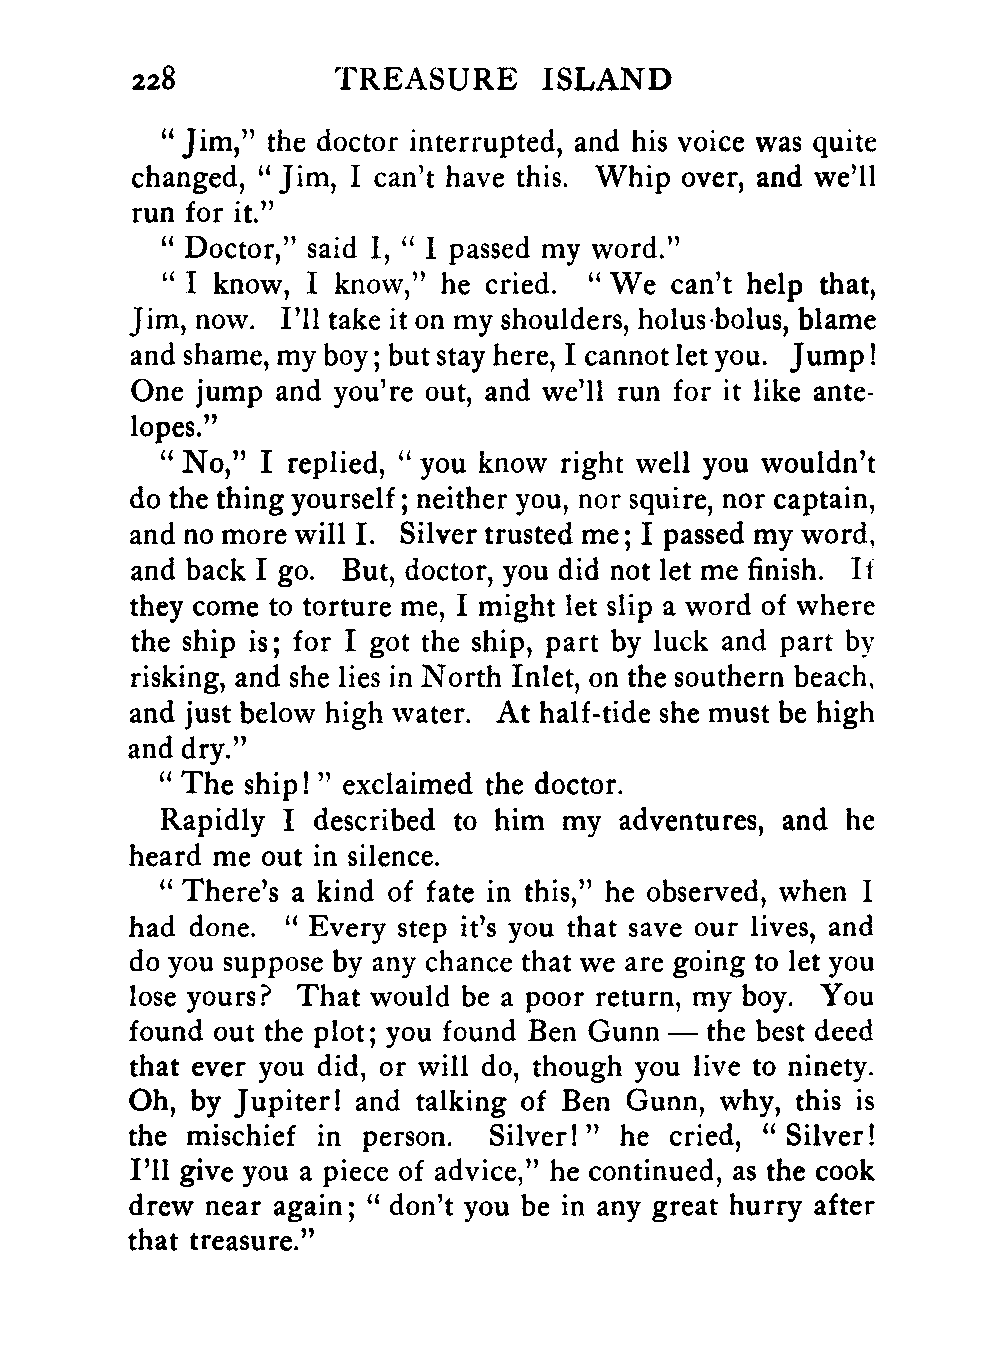 228 TREASURE ISLAND
“ Jim,” the doctor interrupted, and his voice was quite
changed, “ Jim, I can’t have this. Whip over, and we’ll
run for it.”
“ Doctor,” said I, “ I passed my word.”
“ I know, I know,” he cried. “ We can’t help that,
Jim, now. I’ll take it on my shoulders, holus-bolus, blame
and shame, my boy; but stay here, I cannot let you. Jump!
One jump and you’re out, and we’ll run for it like ante-
lopes.”
“ No,” I replied, “ you know right well you wouldn’t
do the thing yourself; neither you, nor squire, nor captain,
and no more will I. Silver trusted me; I passed my word,
and back I go. But, doctor, you did not let me finish. If
they come to torture me, I might let slip a word of where
the ship is; for I got the ship, part by luck and part by
risking, and she lies in North Inlet, on the southern beach,
and just below high water. At half-tide she must be high
and dry.”
“ The ship! ” exclaimed the doctor.
Rapidly I described to him my adventures, and he
heard me out in silence.
“ There’s a kind of fate in this,” he observed, when I
had done. “ Every step it’s you that save our lives, and
do you suppose by any chance that we are going to let you
lose yours? That would be a poor return, my boy. You
found out the plot; you found Ben Gunn — the best deed
that ever you did, or will do, though you live to ninety.
Oh, by Jupiter! and talking of Ben Gunn, why, this is
the mischief in person. Silver! ” he cried, “ Silver!
I’ll give you a piece of advice,” he continued, as the cook
drew near again; “ don’t you be in any great hurry after
that treasure.”